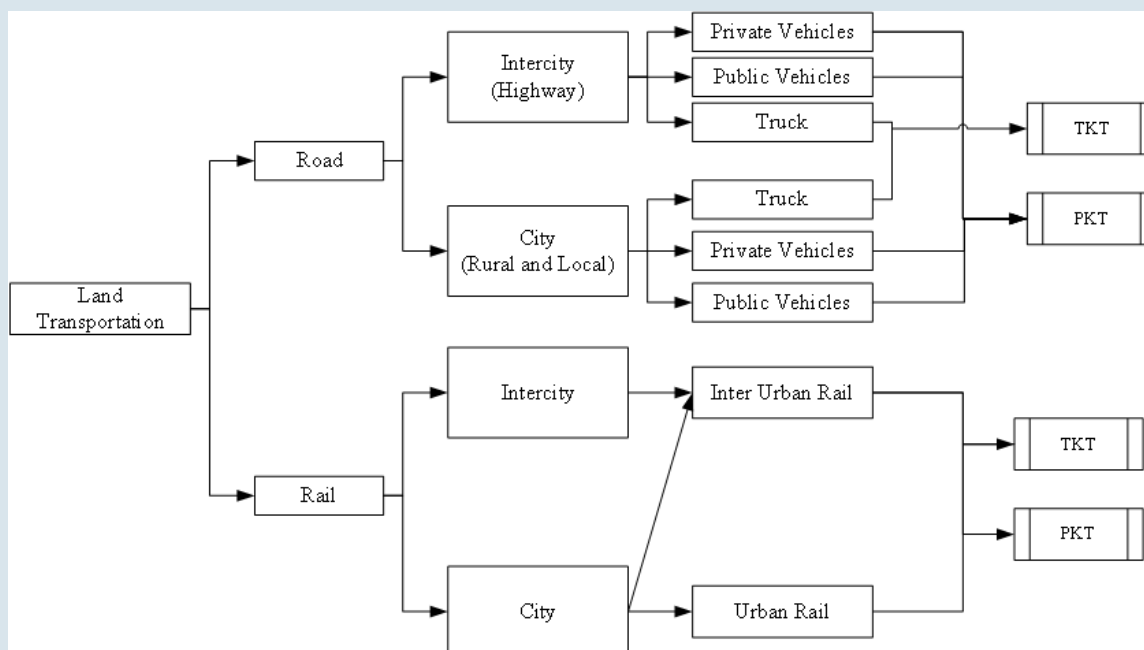 Land
Transportation
Road
Rail
Intercity
(Highway)
City
(Rural and Local)
Intercity
City
Private Vehicles
Public Vehicles
Truck
Truck
Private Vehicles
Public Vehicles
Inter Urban Rail
Urban Rail
TKT
PKT
TKT
PKT